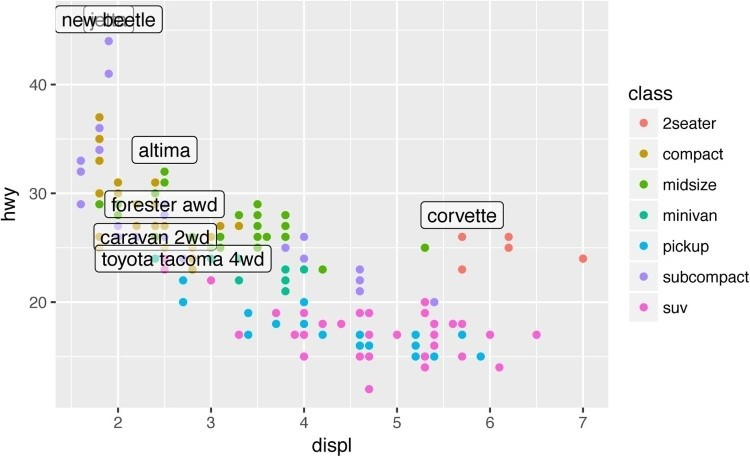 new beetle
jetta
40
altima
class
2seater
compact
midsize
minivan
pickup
subcompact
suv
30
forester awd
corvette
caravan 2wd
toyota tacoma 4wd
20
hwy
2
3
4
5
6
7
displ